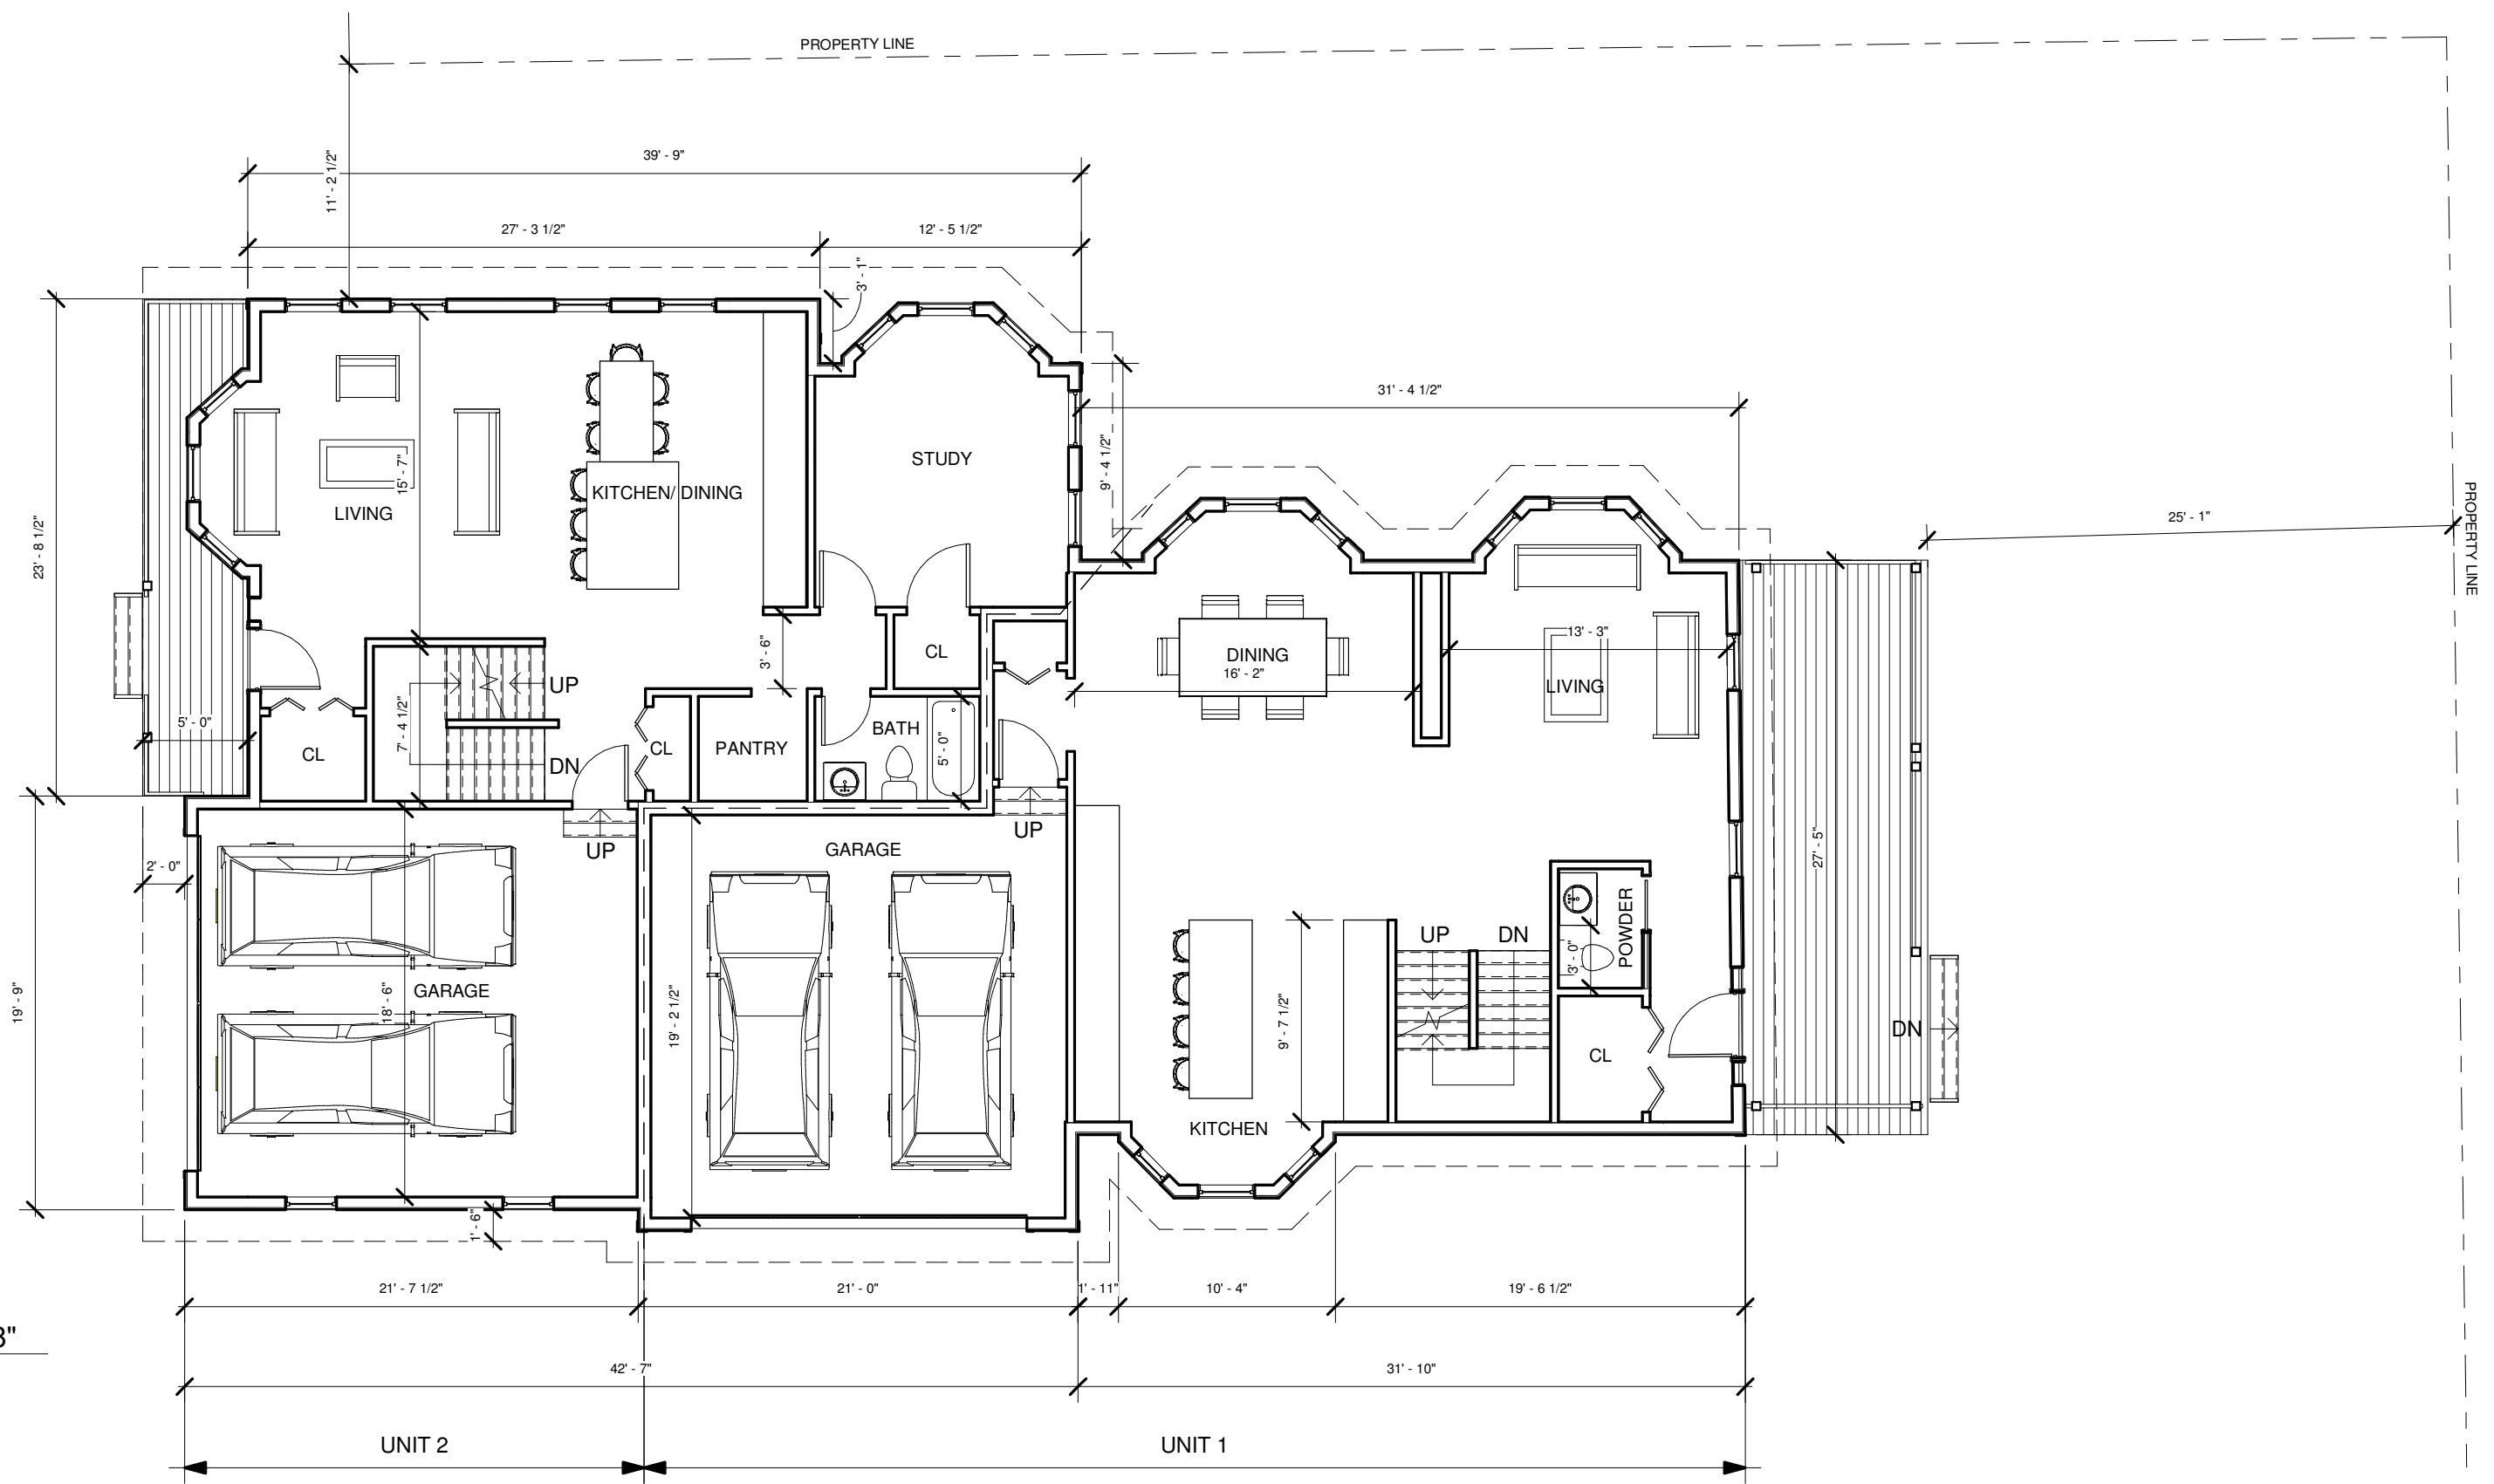 PROPERTY LINE
39' - 9"
11' - 2 1/2"
27' - 3 1/2"
12' - 5 1/2"
3' - 1"
31' - 4 1/2"
9' - 4 1/2"
STUDY
15' - 7"
KITCHEN/ DINING
LIVING
23' - 8 1/2"
25' - 1"
PROPERTY LINE
13' - 3"
3' - 6"
CL
DINING
16' - 2"
LIVING
UP
5' - 0"
7' - 4 1/2"
CL
DN
CL
PANTRY
BATH
5' - 0"
UP
UP
GARAGE
2' - 0"
27' - 5"
POWDER
3' - 0"
UP
DN
GARAGE
18' - 6"
19' - 9"
19' - 2 1/2"
9' - 7 1/2"
DN
CL
KITCHEN
1' - 6"
21' - 7 1/2"
21' - 0"
1' - 11"
10' - 4"
19' - 6 1/2"
42' - 7"
31' - 10"
UNIT 2
UNIT 1